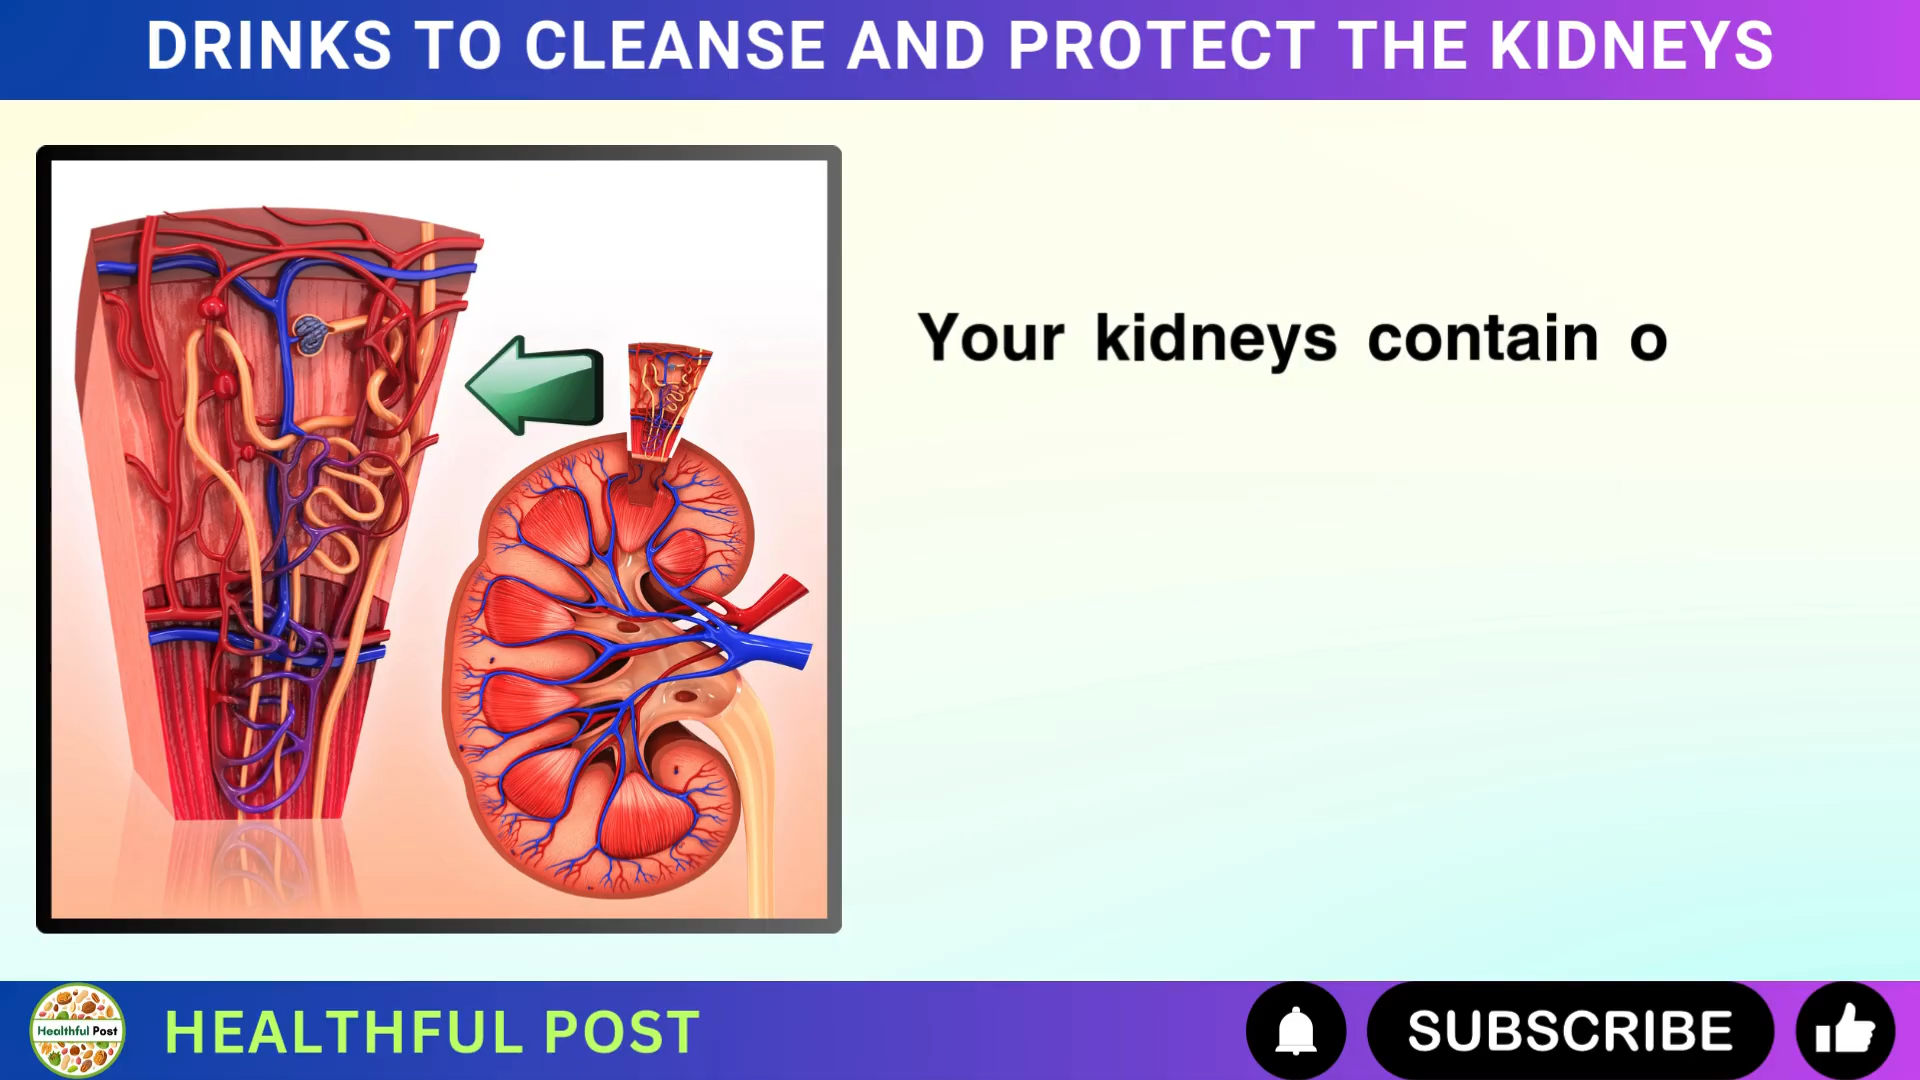 DRINKS TO CLEANSE AND PROTECT THE KIDNEYS
Your kidneys contain o
Healthful Post
HEALTHFUL POST
SUBSCRIBE